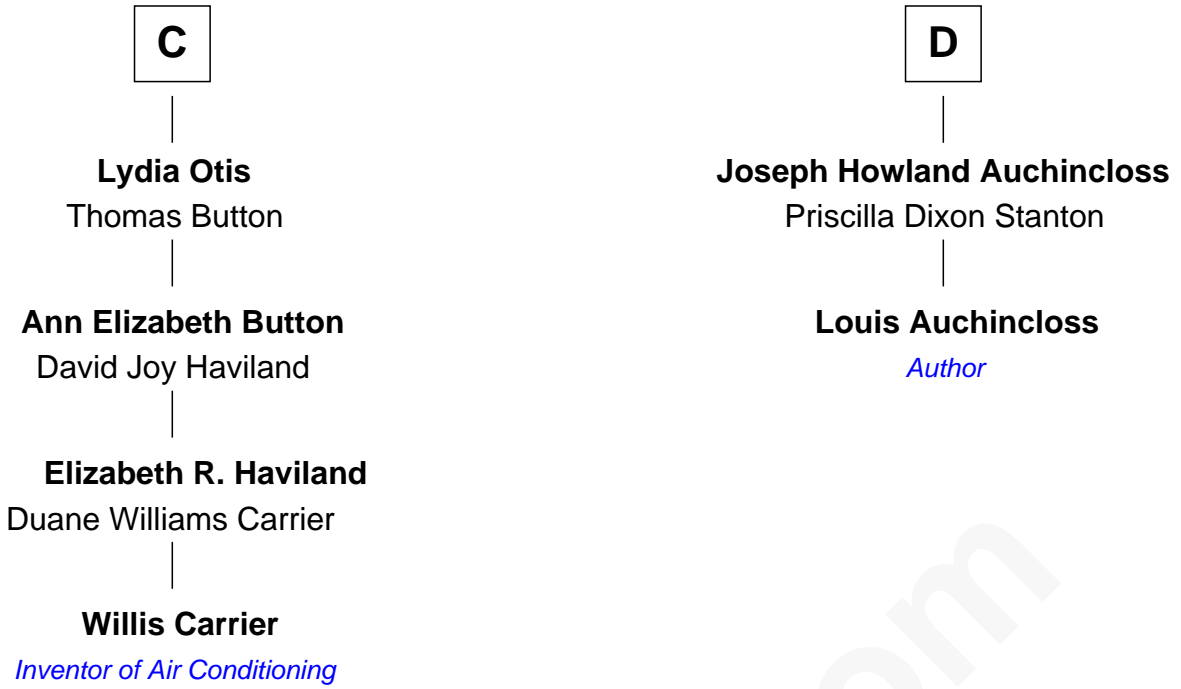 C
Lydia Otis
Thomas Button
Ann Elizabeth Button
David Joy Haviland
Elizabeth R. Haviland
Duane Williams Carrier
Willis Carrier
Inventor of Air Conditioning
D
Joseph Howland Auchincloss
Priscilla Dixon Stanton
Louis Auchincloss
Author
om